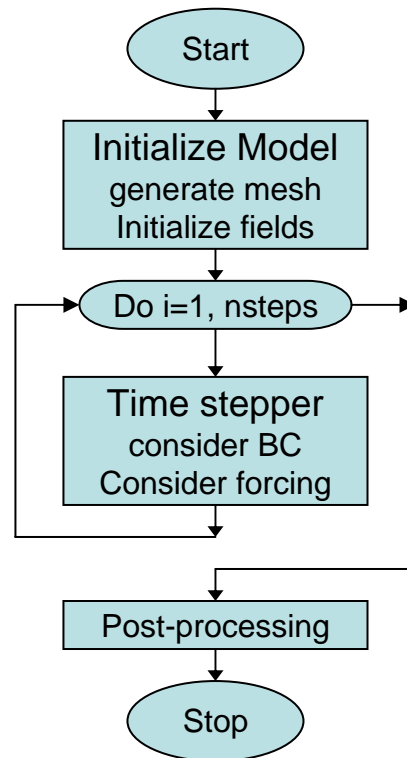 Start
Initialize Model
generate mesh
Initialize fields
Do i=1, nsteps
Time stepper
consider BC
Consider forcing
Post-processing
Stop